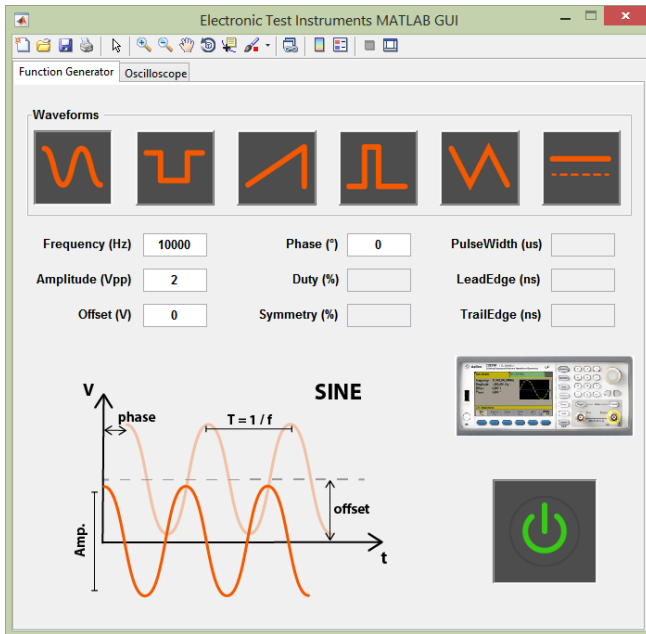 Electronic Test Instruments MATLAB GUI
Function Generator
Oscilloscope
Waveforms
Frequency (Hz) 10000 Phase (°) 0 PulseWidth (us)
Amplitude (Vpp) 2 Duty (%) LeadEdge (ns)
Offset (V) 0 Symmetry (%) TrailEdge (ns)
V
SINE
phase
T = 1 / f
offset
Amp.
t
Agilent